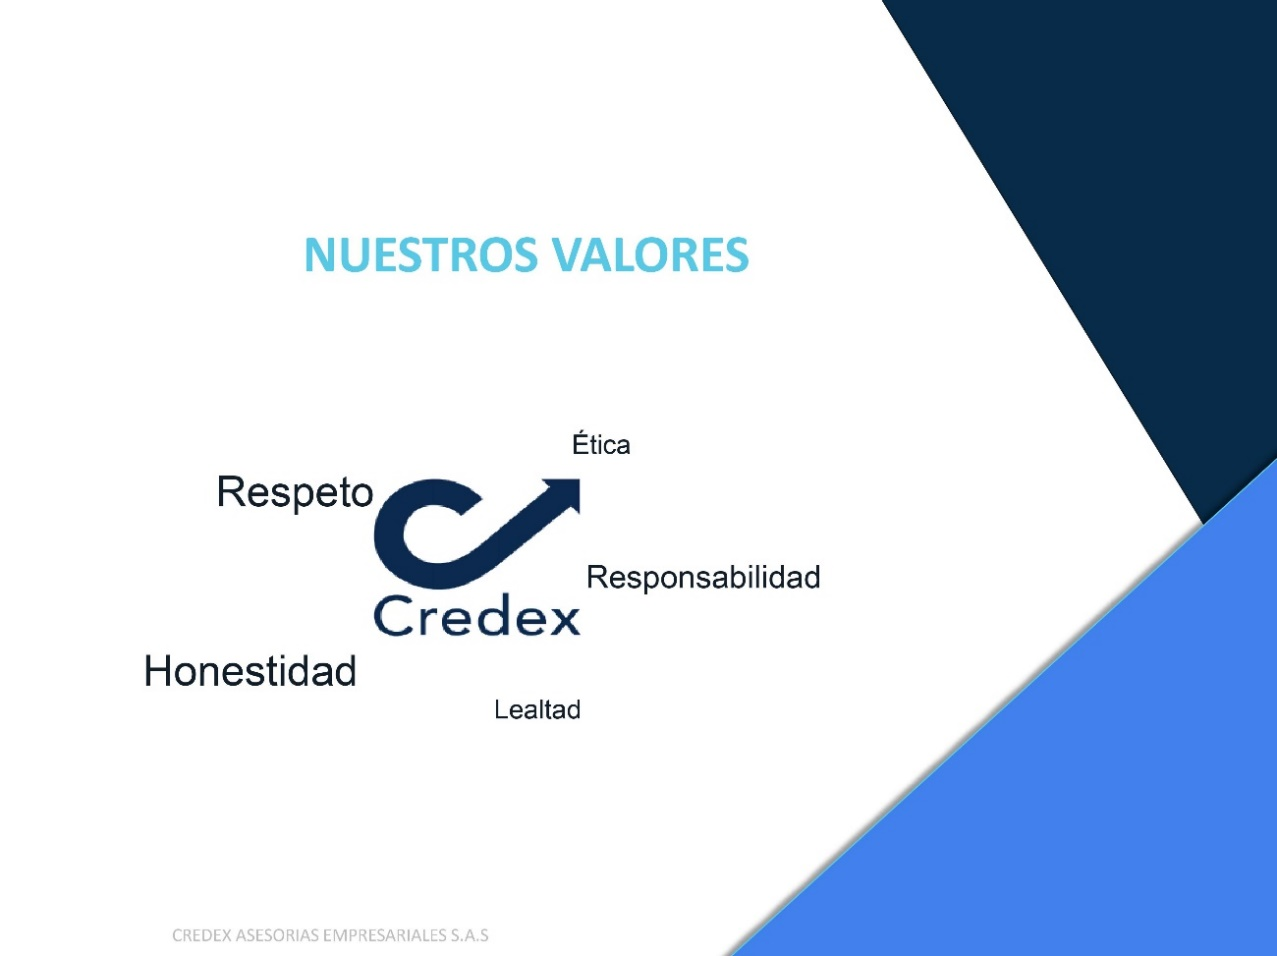 NUESTROS VALORES
Ética
Respeto
Responsabilidad
Credex
Honestidad
Lealtad
CREDEX ASESORIAS EMPRESARIALES S.A.S